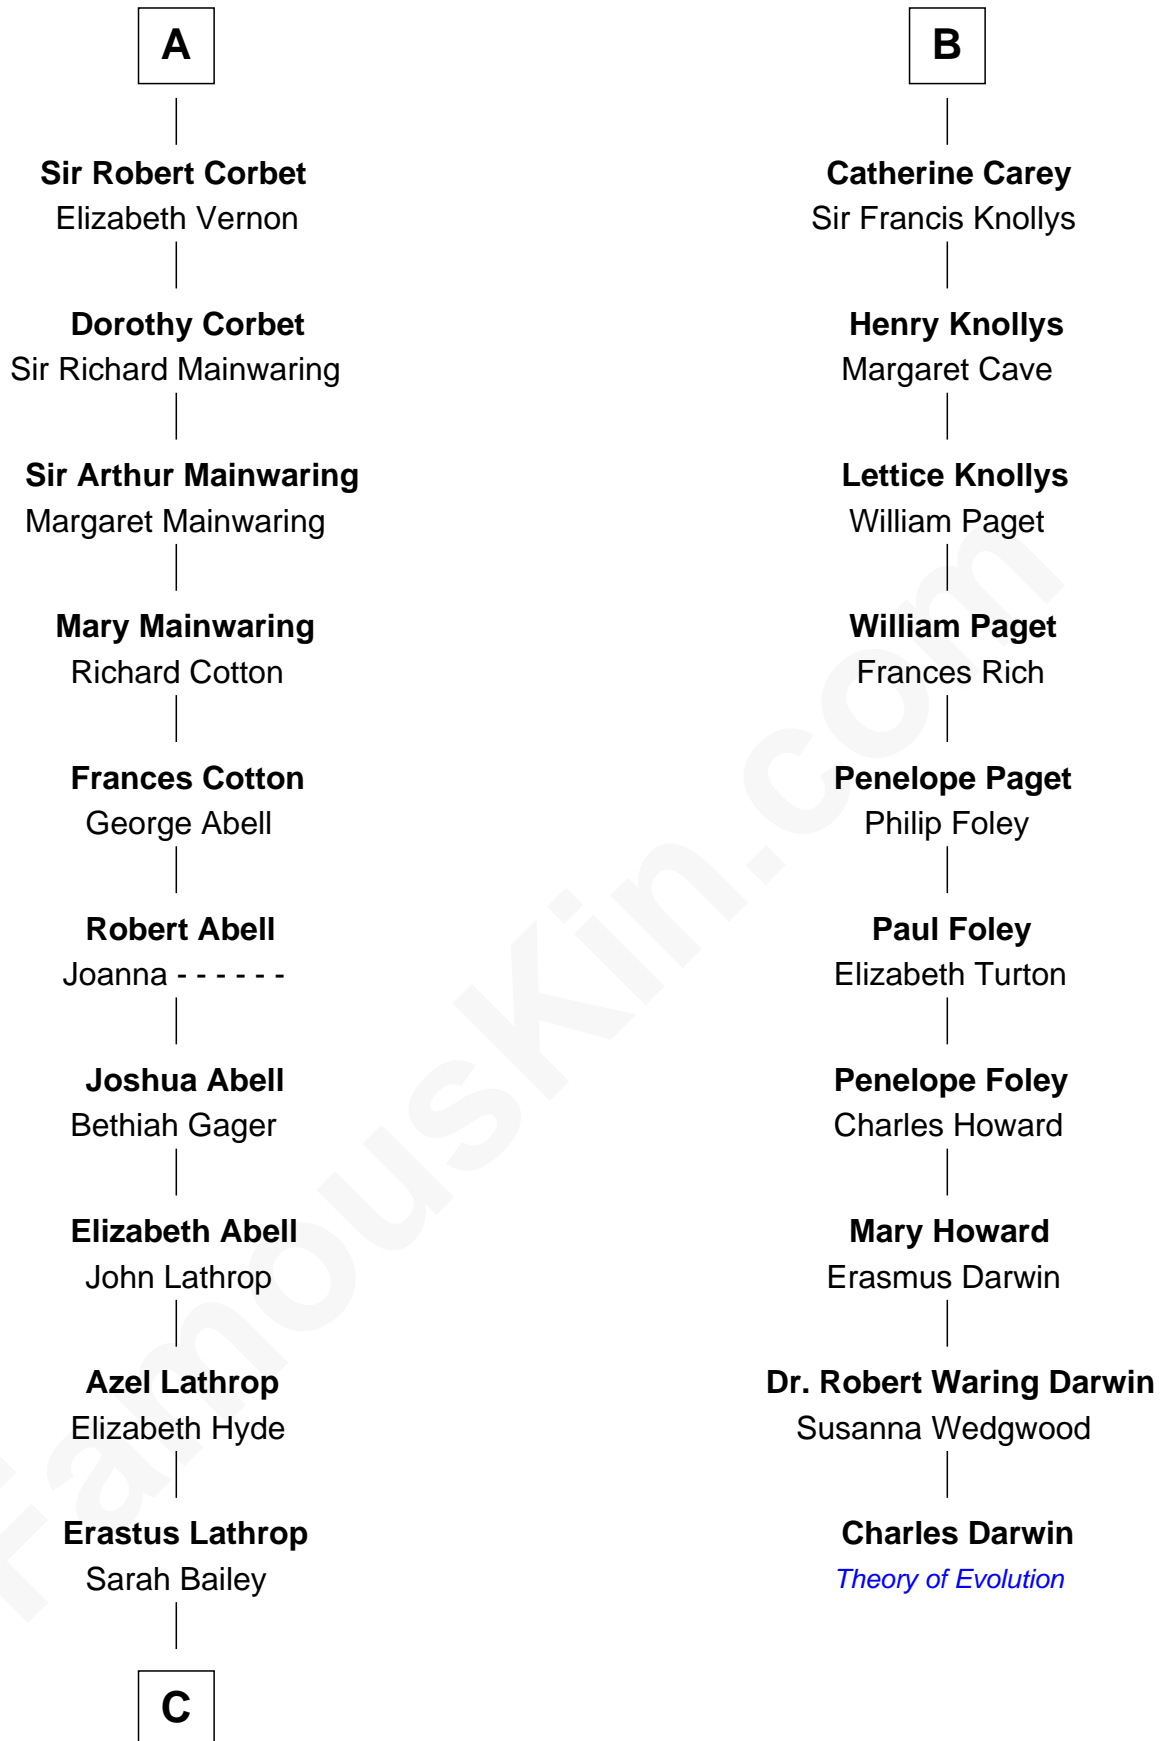 A
Sir Robert Corbet
Elizabeth Vernon
Dorothy Corbet
Sir Richard Mainwaring
Sir Arthur Mainwaring
Margaret Mainwaring
Mary Mainwaring
Richard Cotton
Frances Cotton
George Abell
Robert Abell
Joanna - - - - - -
Joshua Abell
Bethiah Gager
Elizabeth Abell
John Lathrop
Azel Lathrop
Elizabeth Hyde
Erastus Lathrop
Sarah Bailey
C
B
Catherine Carey
Sir Francis Knollys
Henry Knollys
Margaret Cave
Lettice Knollys
William Paget
William Paget
Frances Rich
Penelope Paget
Philip Foley
Paul Foley
Elizabeth Turton
Penelope Foley
Charles Howard
Mary Howard
Erasmus Darwin
Dr. Robert Waring Darwin
Susanna Wedgwood
Charles Darwin
Theory of Evolution
FamousKin.com